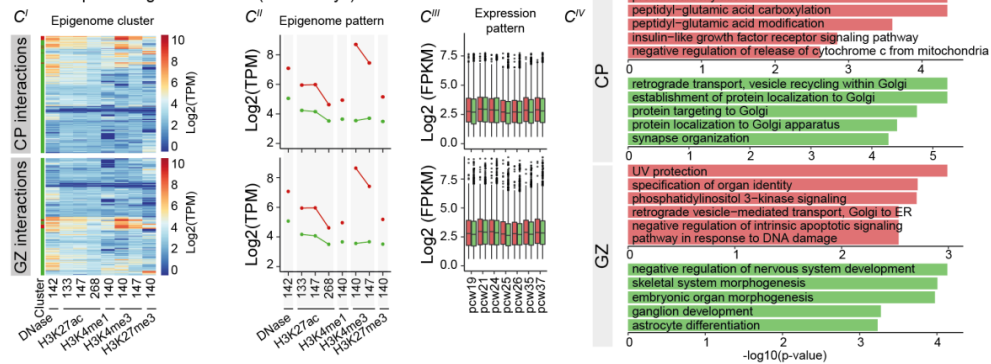 C^I
Epigenome cluster
C^II
Epigenome pattern
C^III
Expression
pattern
C^IV
CP interactions
10
8
6
4
2
0
Log2(TPM)
GZ interactions
10
8
6
4
2
0
Log2(TPM)
Cluster
142
133
147
268
140
140
147
140
DNase
H3K27ac
H3K4me1
H3K4me3
H3K27me3
Log2(TPM)
8
6
4
2
Log2(TPM)
8
6
4
2
142
133
147
268
140
140
147
140
DNase
H3K27ac
H3K4me1
H3K4me3
H3K27me3
Log2 (FPKM)
7.5
5.0
2.5
0.0
Log2 (FPKM)
7.5
5.0
2.5
0.0
pcw19
pcw21
pcw24
pcw25
pcw26
pcw35
pcw37
CP
peptidyl-glutamic acid carboxylation
peptidyl-glutamic acid modification
insulin-like growth factor receptor signaling pathway
negative regulation of release of cytochrome c from mitochondria
0 1 2 3 4
retrograde transport, vesicle recycling within Golgi
establishment of protein localization to Golgi
protein targeting to Golgi
protein localization to Golgi apparatus
synapse organization
0 1 2 3 4 5
GZ
UV protection
specification of organ identity
phosphatidylinositol 3-kinase signaling
retrograde vesicle-mediated transport, Golgi to ER
negative regulation of intrinsic apoptotic signaling
pathway in response to DNA damage
0 1 2 3
negative regulation of nervous system development
skeletal system morphogenesis
embryonic organ morphogenesis
ganglion development
astrocyte differentiation
0 1 2 3 4
-log10(p-value)